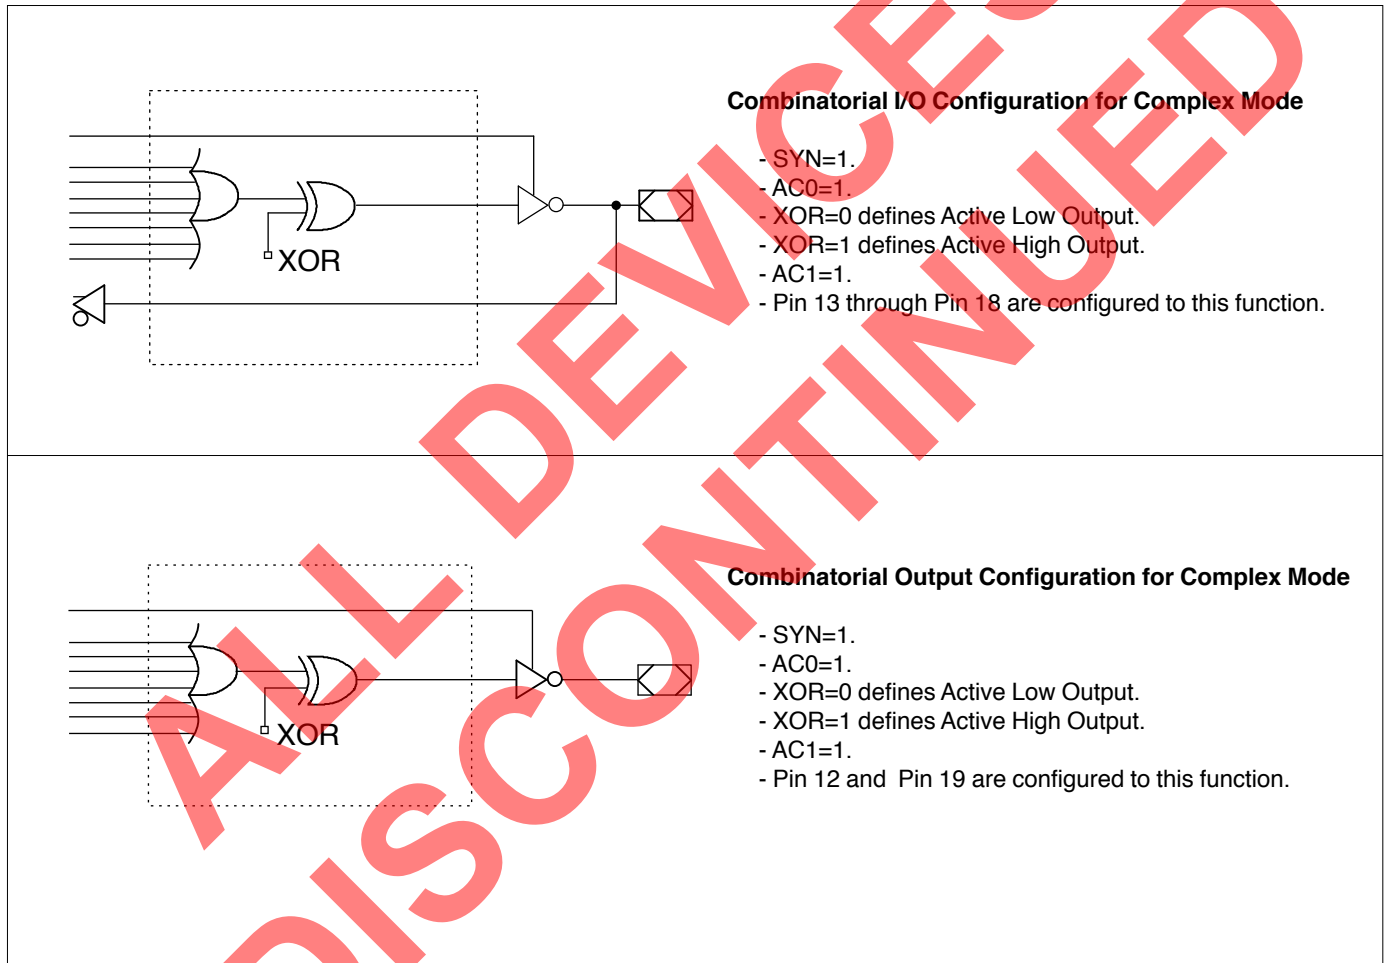 Combinatorial I/O Configuration for Complex Mode
- SYN=1.
- AC0=1.
- XOR=0 defines Active Low Output.
- XOR=1 defines Active High Output.
- AC1=1.
- Pin 13 through Pin 18 are configured to this function.
XOR
Combinatorial Output Configuration for Complex Mode
- SYN=1.
- AC0=1.
- XOR=0 defines Active Low Output.
- XOR=1 defines Active High Output.
- AC1=1.
- Pin 12 and  Pin 19 are configured to this function.
XOR
ALL DEVICES
DISCONTINUED